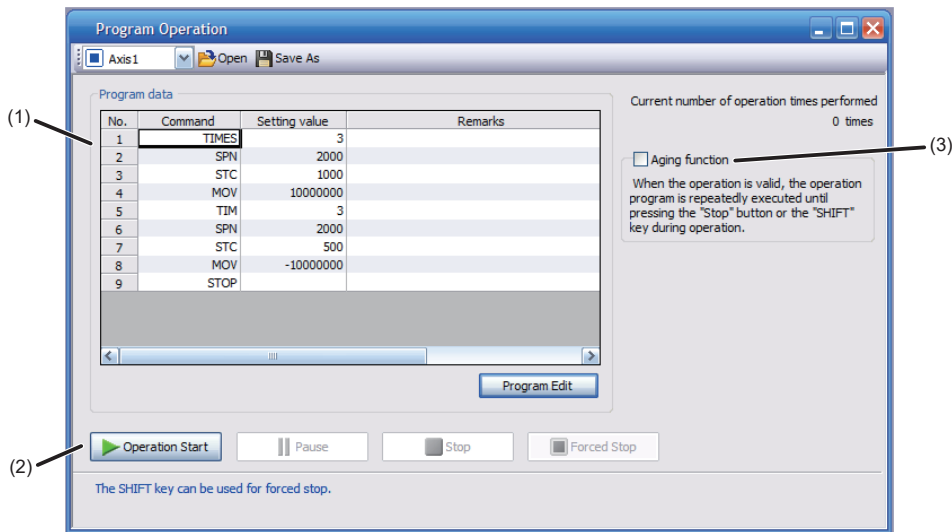 Program Operation
Axis1 Open Save As
Program data
Current number of operation times performed
0 times
(1)
No. Command Setting value Remarks
1 TIMES 3
2 SPN 2000
3 STC 1000
4 MOV 10000000
5 TIM 3
6 SPN 2000
7 STC 500
8 MOV -10000000
9 STOP
(3)
Aging function
When the operation is valid, the operation
program is repeatedly executed until
pressing the "Stop" button or the "SHIFT"
key during operation.
Program Edit
(2)
Operation Start Pause Stop Forced Stop
The SHIFT key can be used for forced stop.